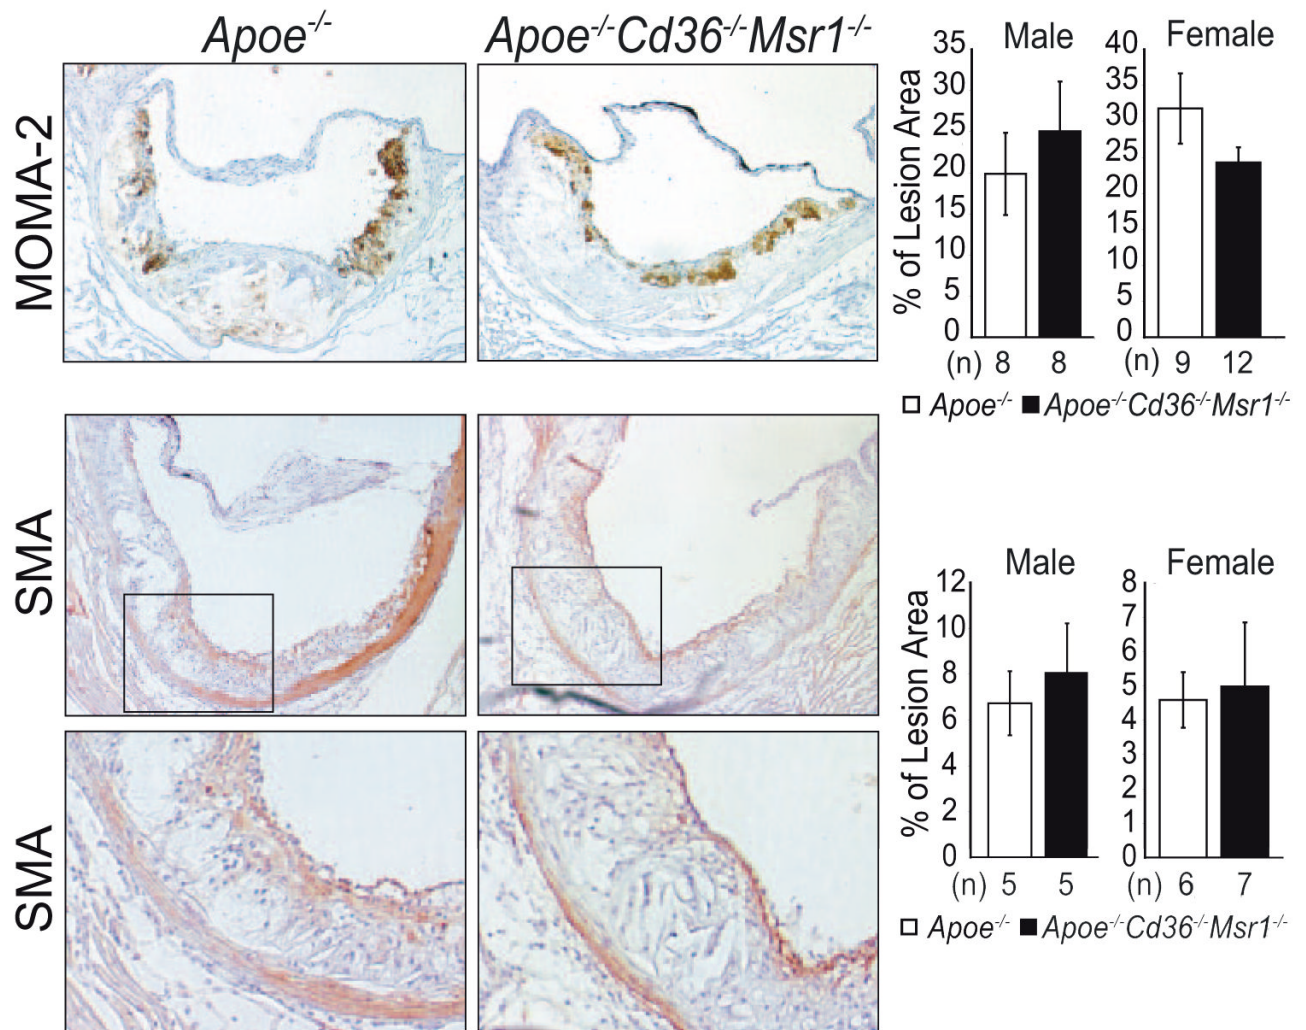 Apoe-/-
Apoe-/-Cd36-/-Msr1-/-
MOMA-2
% of Lesion Area
Male
35
30
25
20
15
10
5
0
Female
40
35
30
25
20
15
10
5
0
(n) 8 8
(n) 9 12
Apoe-/- Apoe-/-Cd36-/-Msr1-/-
SMA
SMA
% of Lesion Area
Male
12
10
8
6
4
2
0
Female
8
7
6
5
4
3
2
1
0
(n) 5 5
(n) 6 7
Apoe-/- Apoe-/-Cd36-/-Msr1-/-